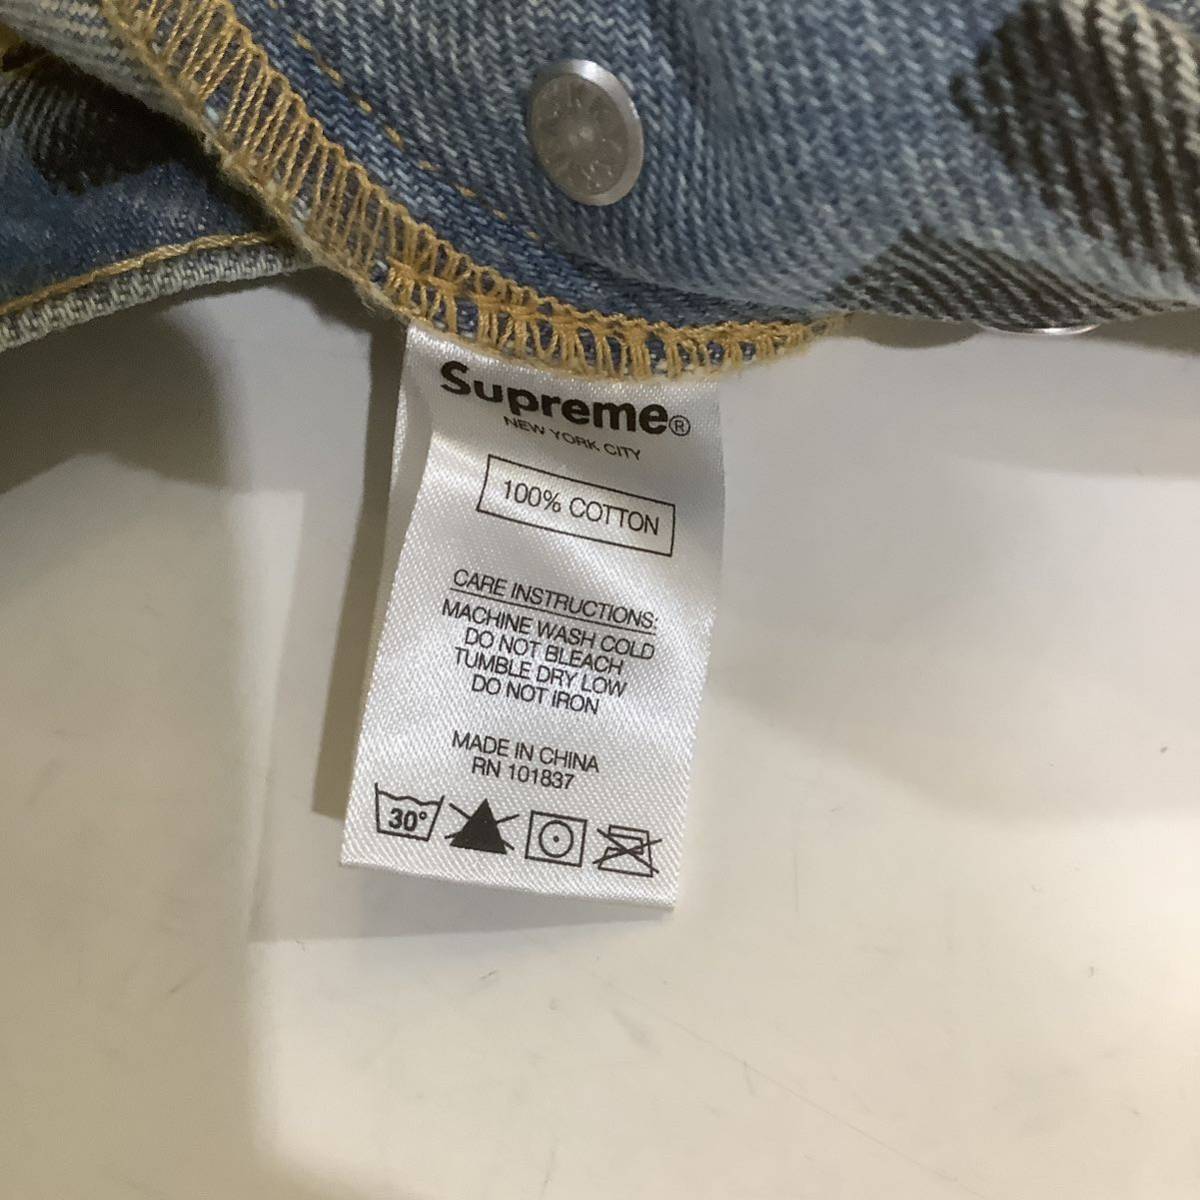 Supreme®
NEW YORK CITY
100% COTTON
CARE INSTRUCTIONS:
MACHINE WASH COLD
DO NOT BLEACH
TUMBLE DRY LOW
DO NOT IRON
MADE IN CHINA
RN 101837
30°